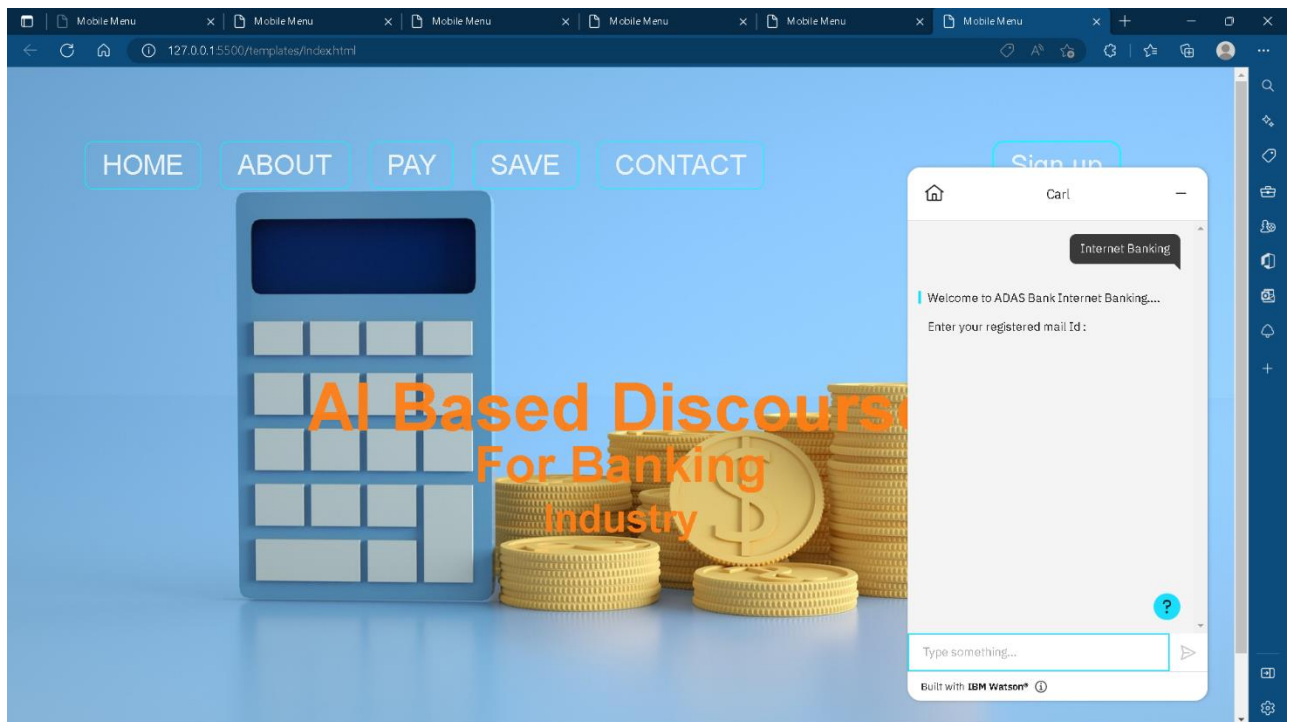 Mobile Menu Mobile Menu Mobile Menu Mobile Menu Mobile Menu Mobile Menu
127.0.0.1:5500/templates/Index.html
HOME ABOUT PAY SAVE CONTACT Sign up
Carl
Internet Banking
Welcome to ADAS Bank Internet Banking....
Enter your registered mail Id :
AI Based Discourse
For Banking
Industry
$
?
Type something...
Built with IBM Watson®